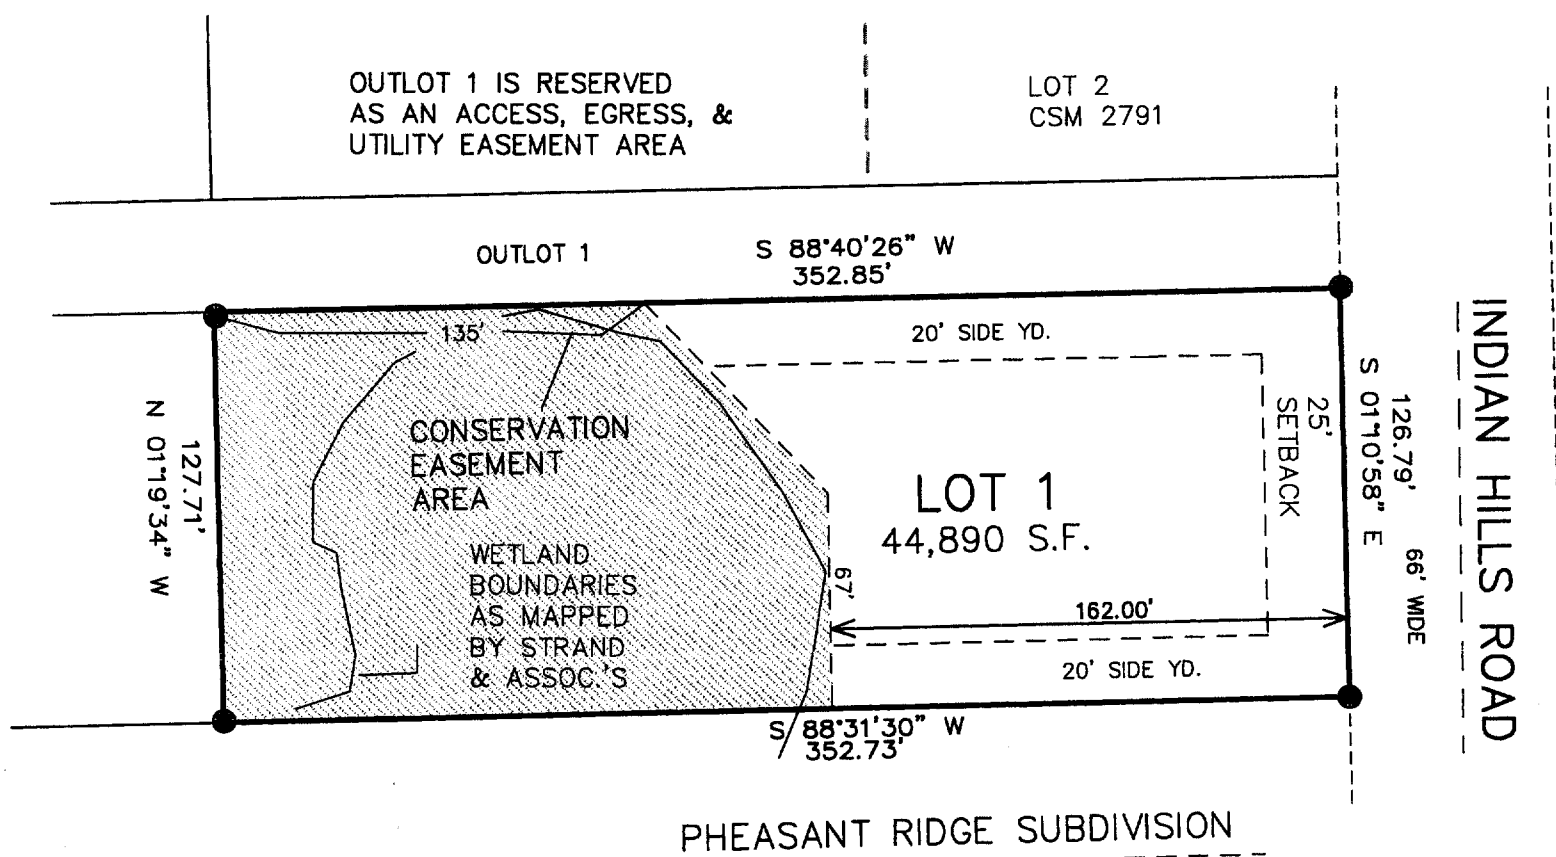 OUTLOT 1 IS RESERVED
AS AN ACCESS, EGRESS, &
UTILITY EASEMENT AREA
LOT 2
CSM 2791
OUTLOT 1
S 88°40'26" W
352.85'
135'
20' SIDE YD.
CONSERVATION
EASEMENT
AREA
WETLAND
BOUNDARIES
AS MAPPED
BY STRAND
& ASSOC.'S
N 01°19'34" W
127.71'
LOT 1
44,890 S.F.
67'
162.00'
20' SIDE YD.
25'
SETBACK
126.79'
S 01°10'58" E
66' WIDE
INDIAN HILLS ROAD
S 88°31'30" W
352.73'
PHEASANT RIDGE SUBDIVISION